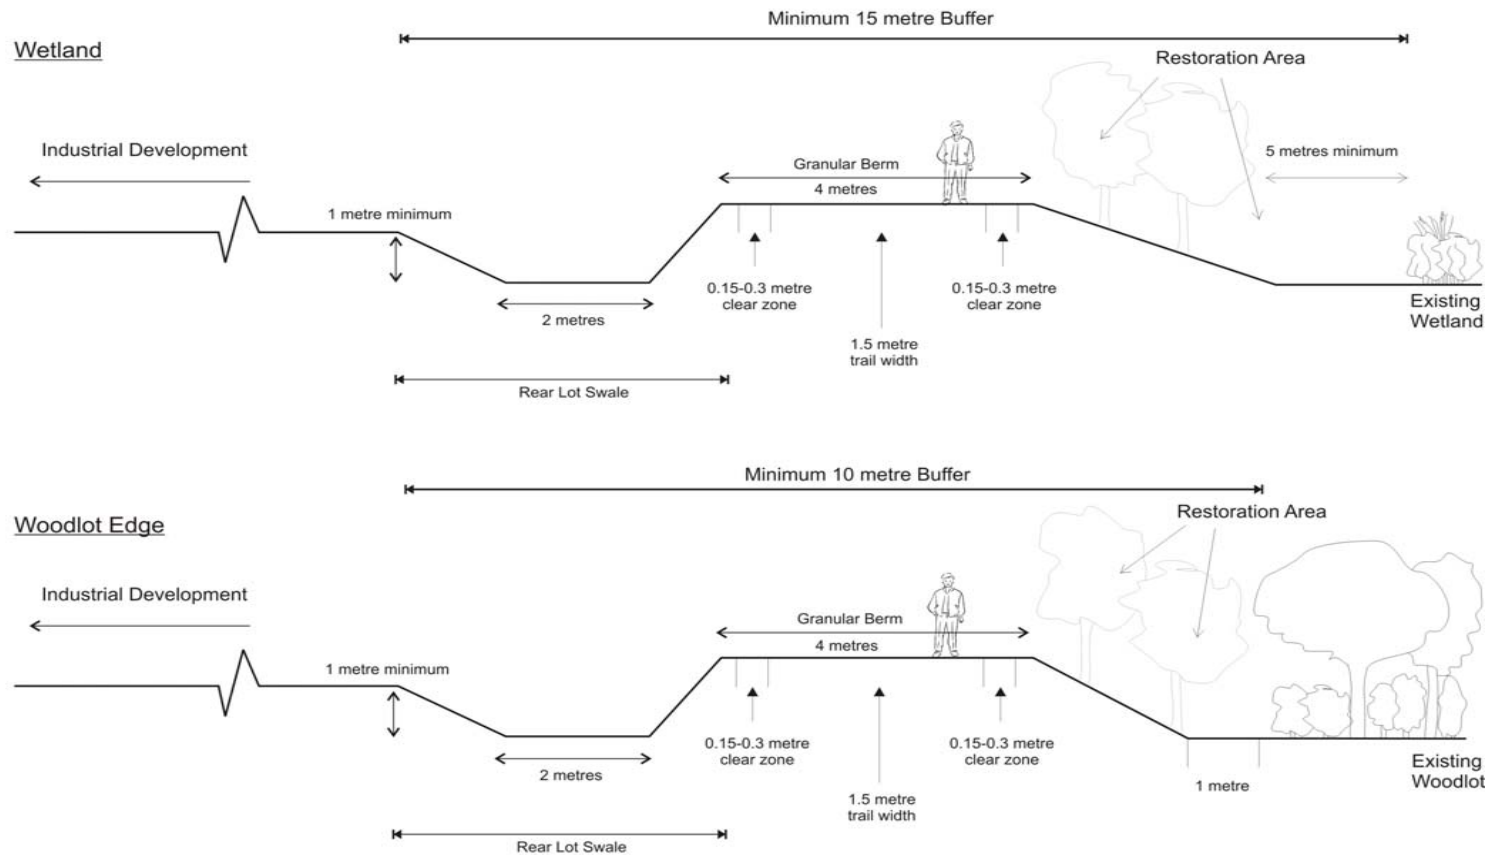 Minimum 15 metre Buffer
Wetland
Restoration Area
Industrial Development
5 metres minimum
Granular Berm
4 metres
1 metre minimum
0.15-0.3 metre
clear zone
0.15-0.3 metre
clear zone
Existing
Wetland
2 metres
1.5 metre
trail width
Rear Lot Swale
Minimum 10 metre Buffer
Woodlot Edge
Restoration Area
Industrial Development
Granular Berm
4 metres
1 metre minimum
0.15-0.3 metre
clear zone
0.15-0.3 metre
clear zone
Existing
Woodlot
2 metres
1 metre
1.5 metre
trail width
Rear Lot Swale